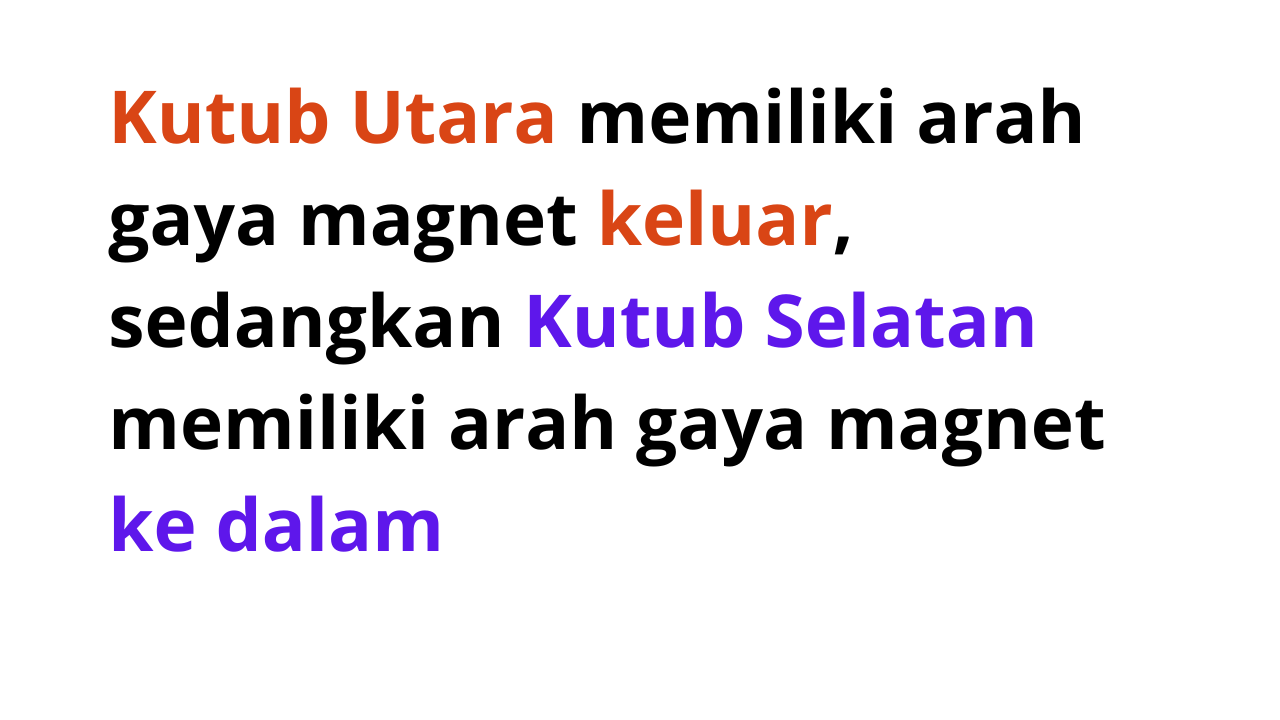 Kutub Utara memiliki arah
gaya magnet keluar,
sedangkan Kutub Selatan
memiliki arah gaya magnet
ke dalam